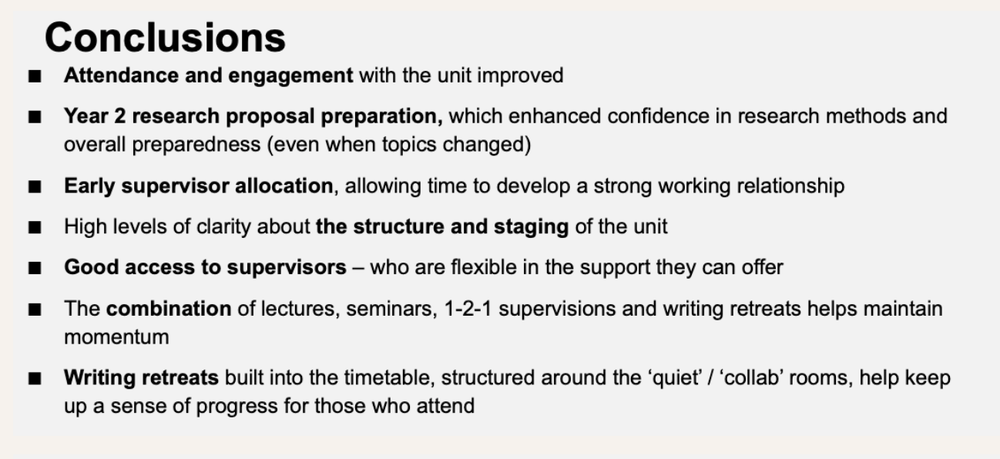 Conclusions
■ Attendance and engagement with the unit improved
■ Year 2 research proposal preparation, which enhanced confidence in research methods and
overall preparedness (even when topics changed)
■ Early supervisor allocation, allowing time to develop a strong working relationship
■ High levels of clarity about the structure and staging of the unit
■ Good access to supervisors – who are flexible in the support they can offer
■ The combination of lectures, seminars, 1-2-1 supervisions and writing retreats helps maintain
momentum
■ Writing retreats built into the timetable, structured around the ‘quiet’ / ‘collab’ rooms, help keep
up a sense of progress for those who attend